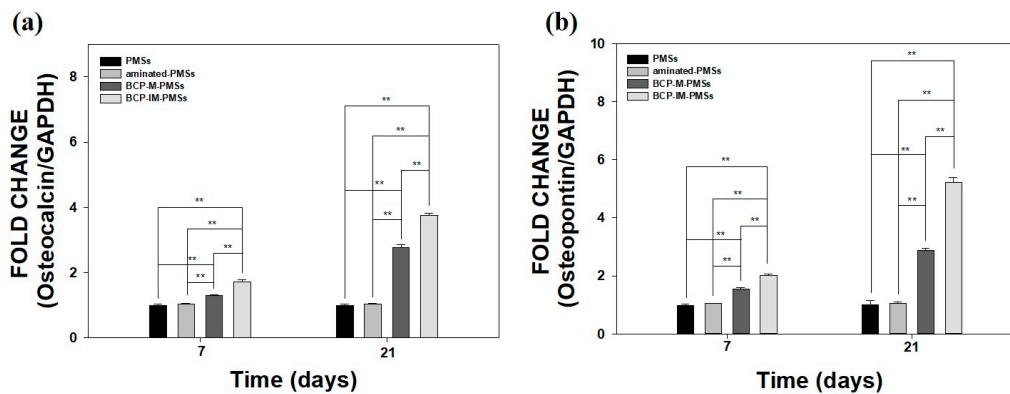 (a)
FOLD CHANGE
(Osteocalcin/GAPDH)
8
6
4
2
0
PMSs
aminated-PMSs
BCP-M-PMSs
BCP-IM-PMSs
**
**
**
**
**
**
**
**
**
**
7
21
Time (days)
(b)
FOLD CHANGE
(Osteopontin/GAPDH)
10
8
6
4
2
0
PMSs
aminated-PMSs
BCP-M-PMSs
BCP-IM-PMSs
**
**
**
**
**
**
**
**
**
**
7
21
Time (days)